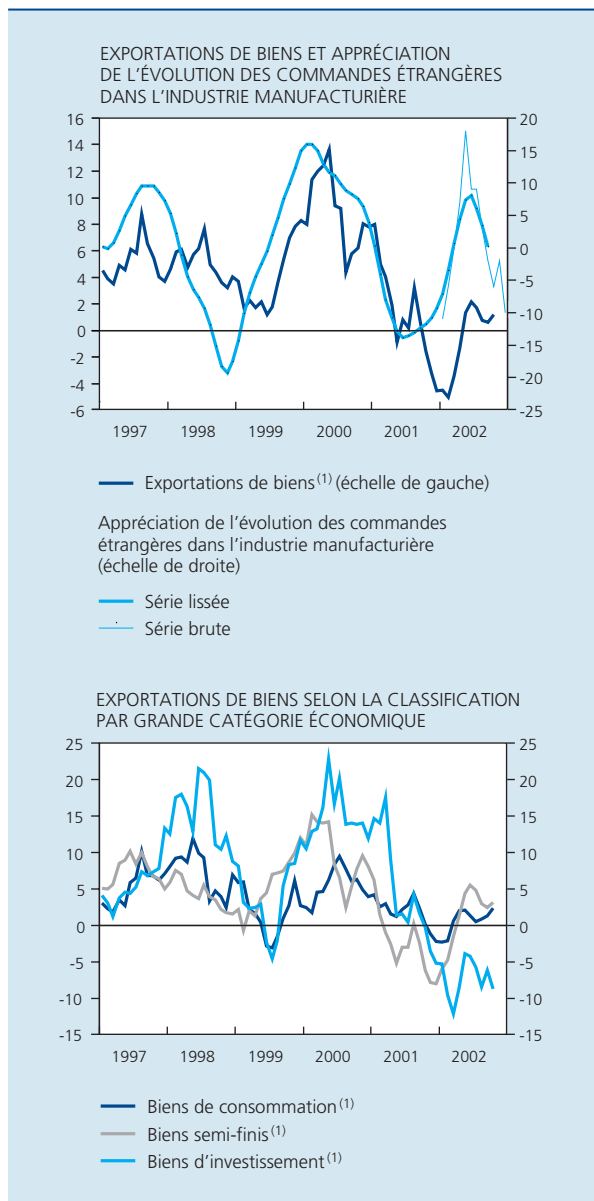 EXPORTATIONS DE BIENS ET APPRÉCIATION
DE L'ÉVOLUTION DES COMMANDES ÉTRANGÈRES
DANS L'INDUSTRIE MANUFACTURIÈRE
16
14
12
10
8
6
4
2
0
-2
-4
-6
20
15
10
5
0
-5
-10
-15
-20
-25
1997 1998 1999 2000 2001 2002
Exportations de biens(1) (échelle de gauche)
Appréciation de l'évolution des commandes
étrangères dans l'industrie manufacturière
(échelle de droite)
Série lissée
Série brute
EXPORTATIONS DE BIENS SELON LA CLASSIFICATION
PAR GRANDE CATÉGORIE ÉCONOMIQUE
25
20
15
10
5
0
-5
-10
-15
25
20
15
10
5
0
-5
-10
-15
1997 1998 1999 2000 2001 2002
Biens de consommation(1)
Biens semi-finis(1)
Biens d'investissement(1)